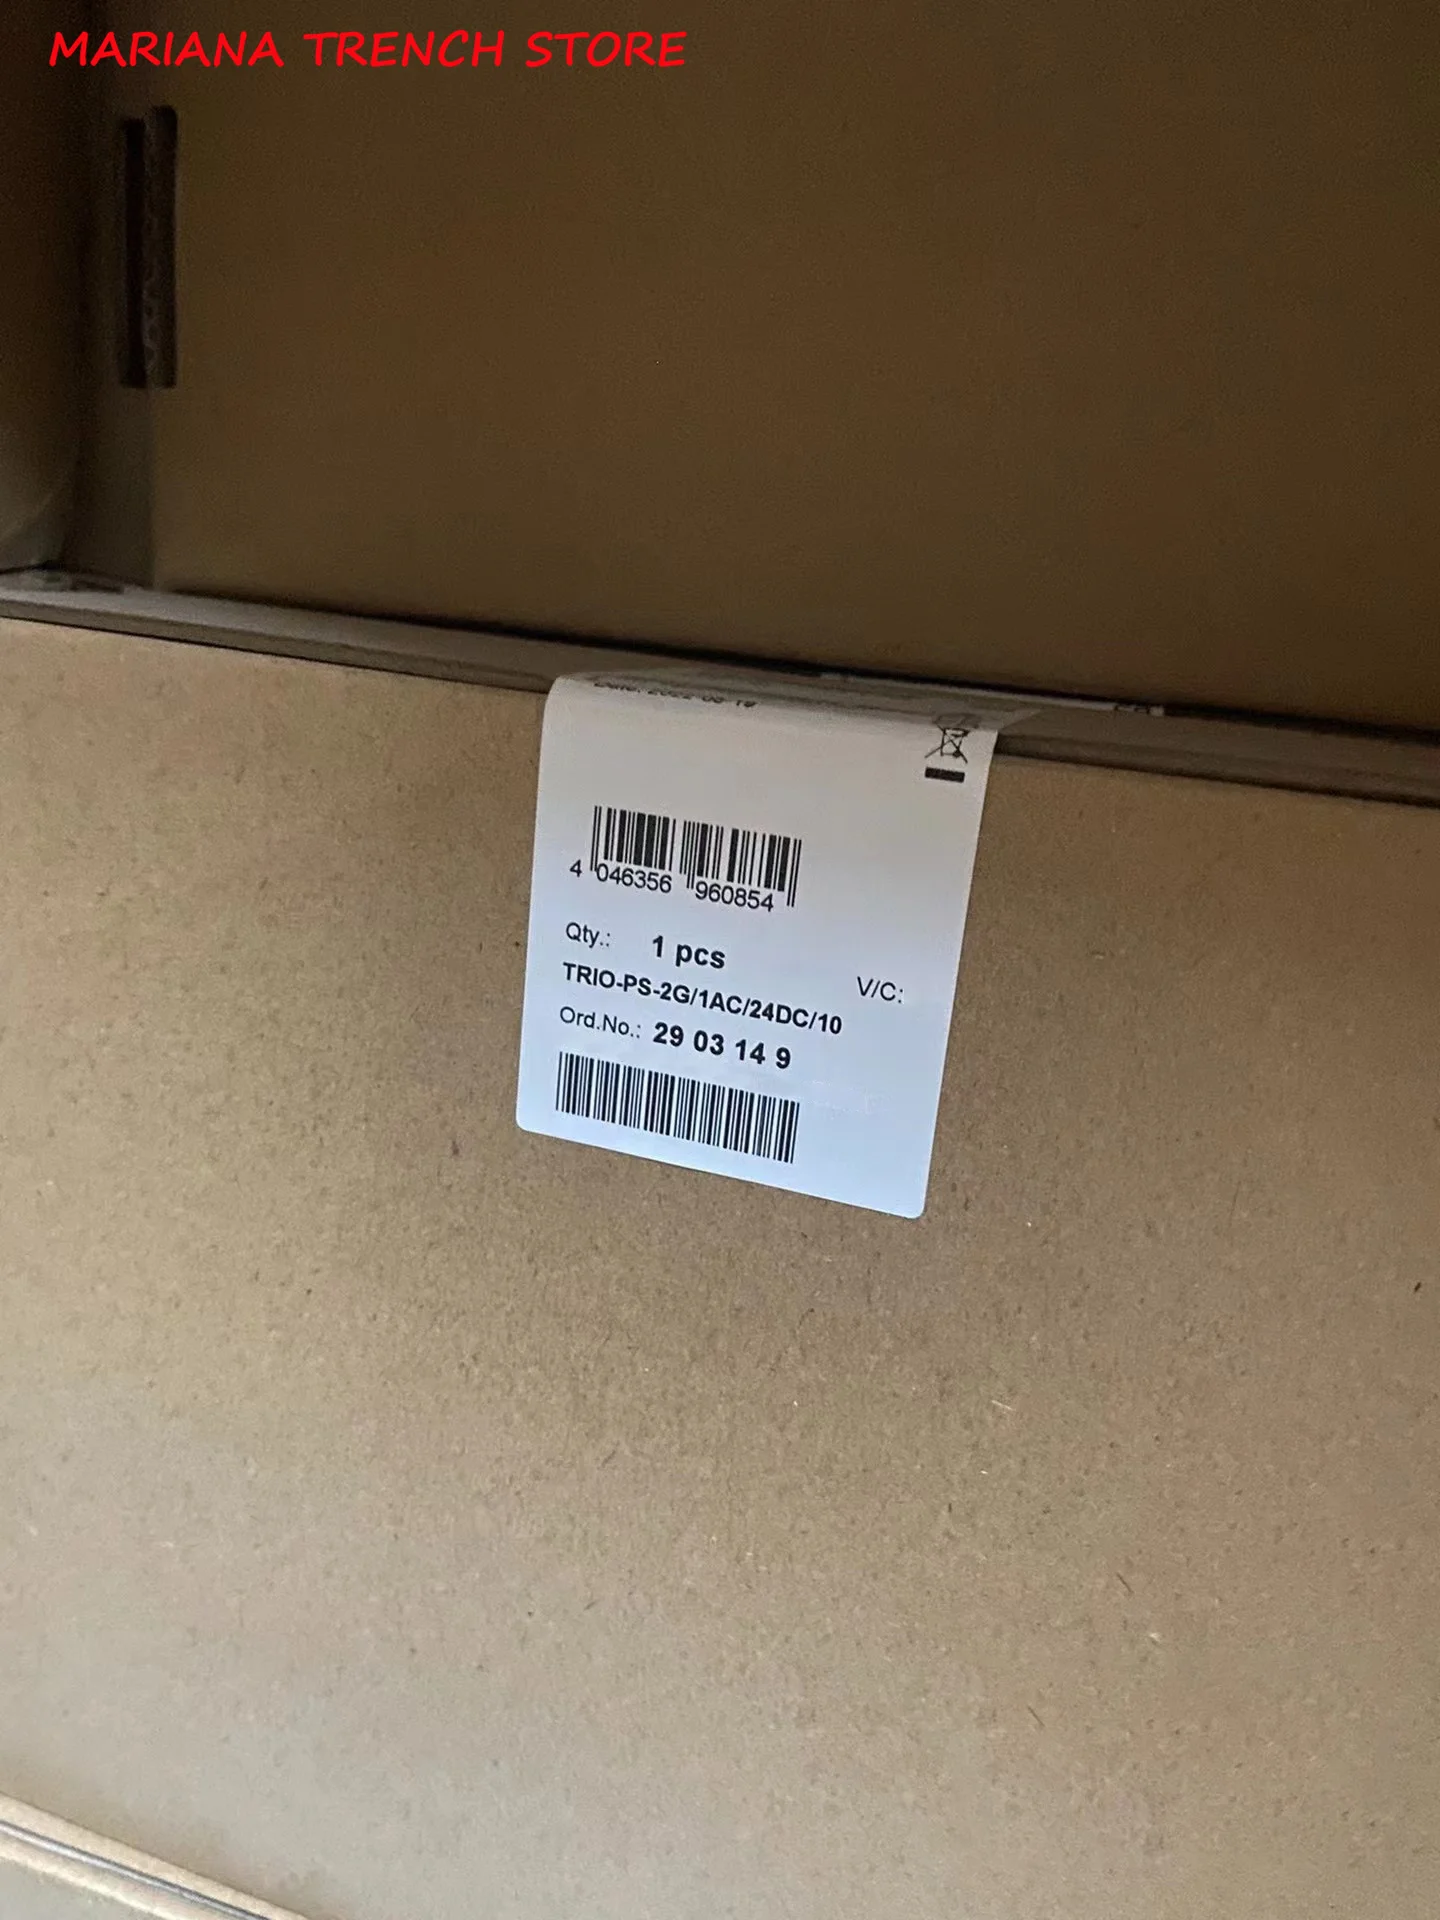 MARIANA TRENCH STORE
4 046356 960854
Qty.: 1 pcs
V/C:
TRIO-PS-2G/1AC/24DC/10
Ord.No.: 29 03 14 9